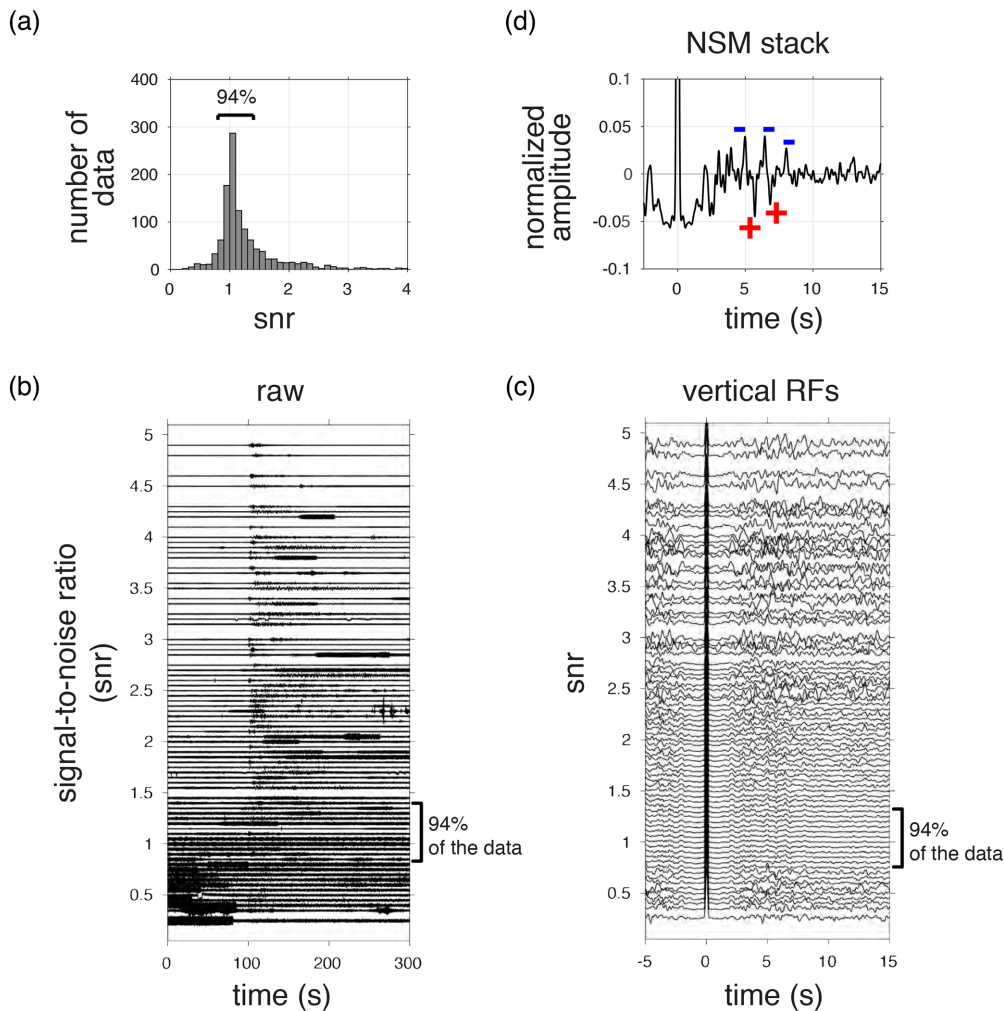 (a)
number of
data
400
300
200
100
0
94%
0 1 2 3 4
snr
(d)
NSM stack
normalized
amplitude
0.1
0.05
0
-0.05
-0.1
0 5 10 15
time (s)
(b)
raw
signal-to-noise ratio
(snr)
5
4.5
4
3.5
3
2.5
2
1.5
1
0.5
94%
of the data
0 100 200 300
time (s)
(c)
vertical RFs
snr
5
4.5
4
3.5
3
2.5
2
1.5
1
0.5
94%
of the data
-5 0 5 10 15
time (s)